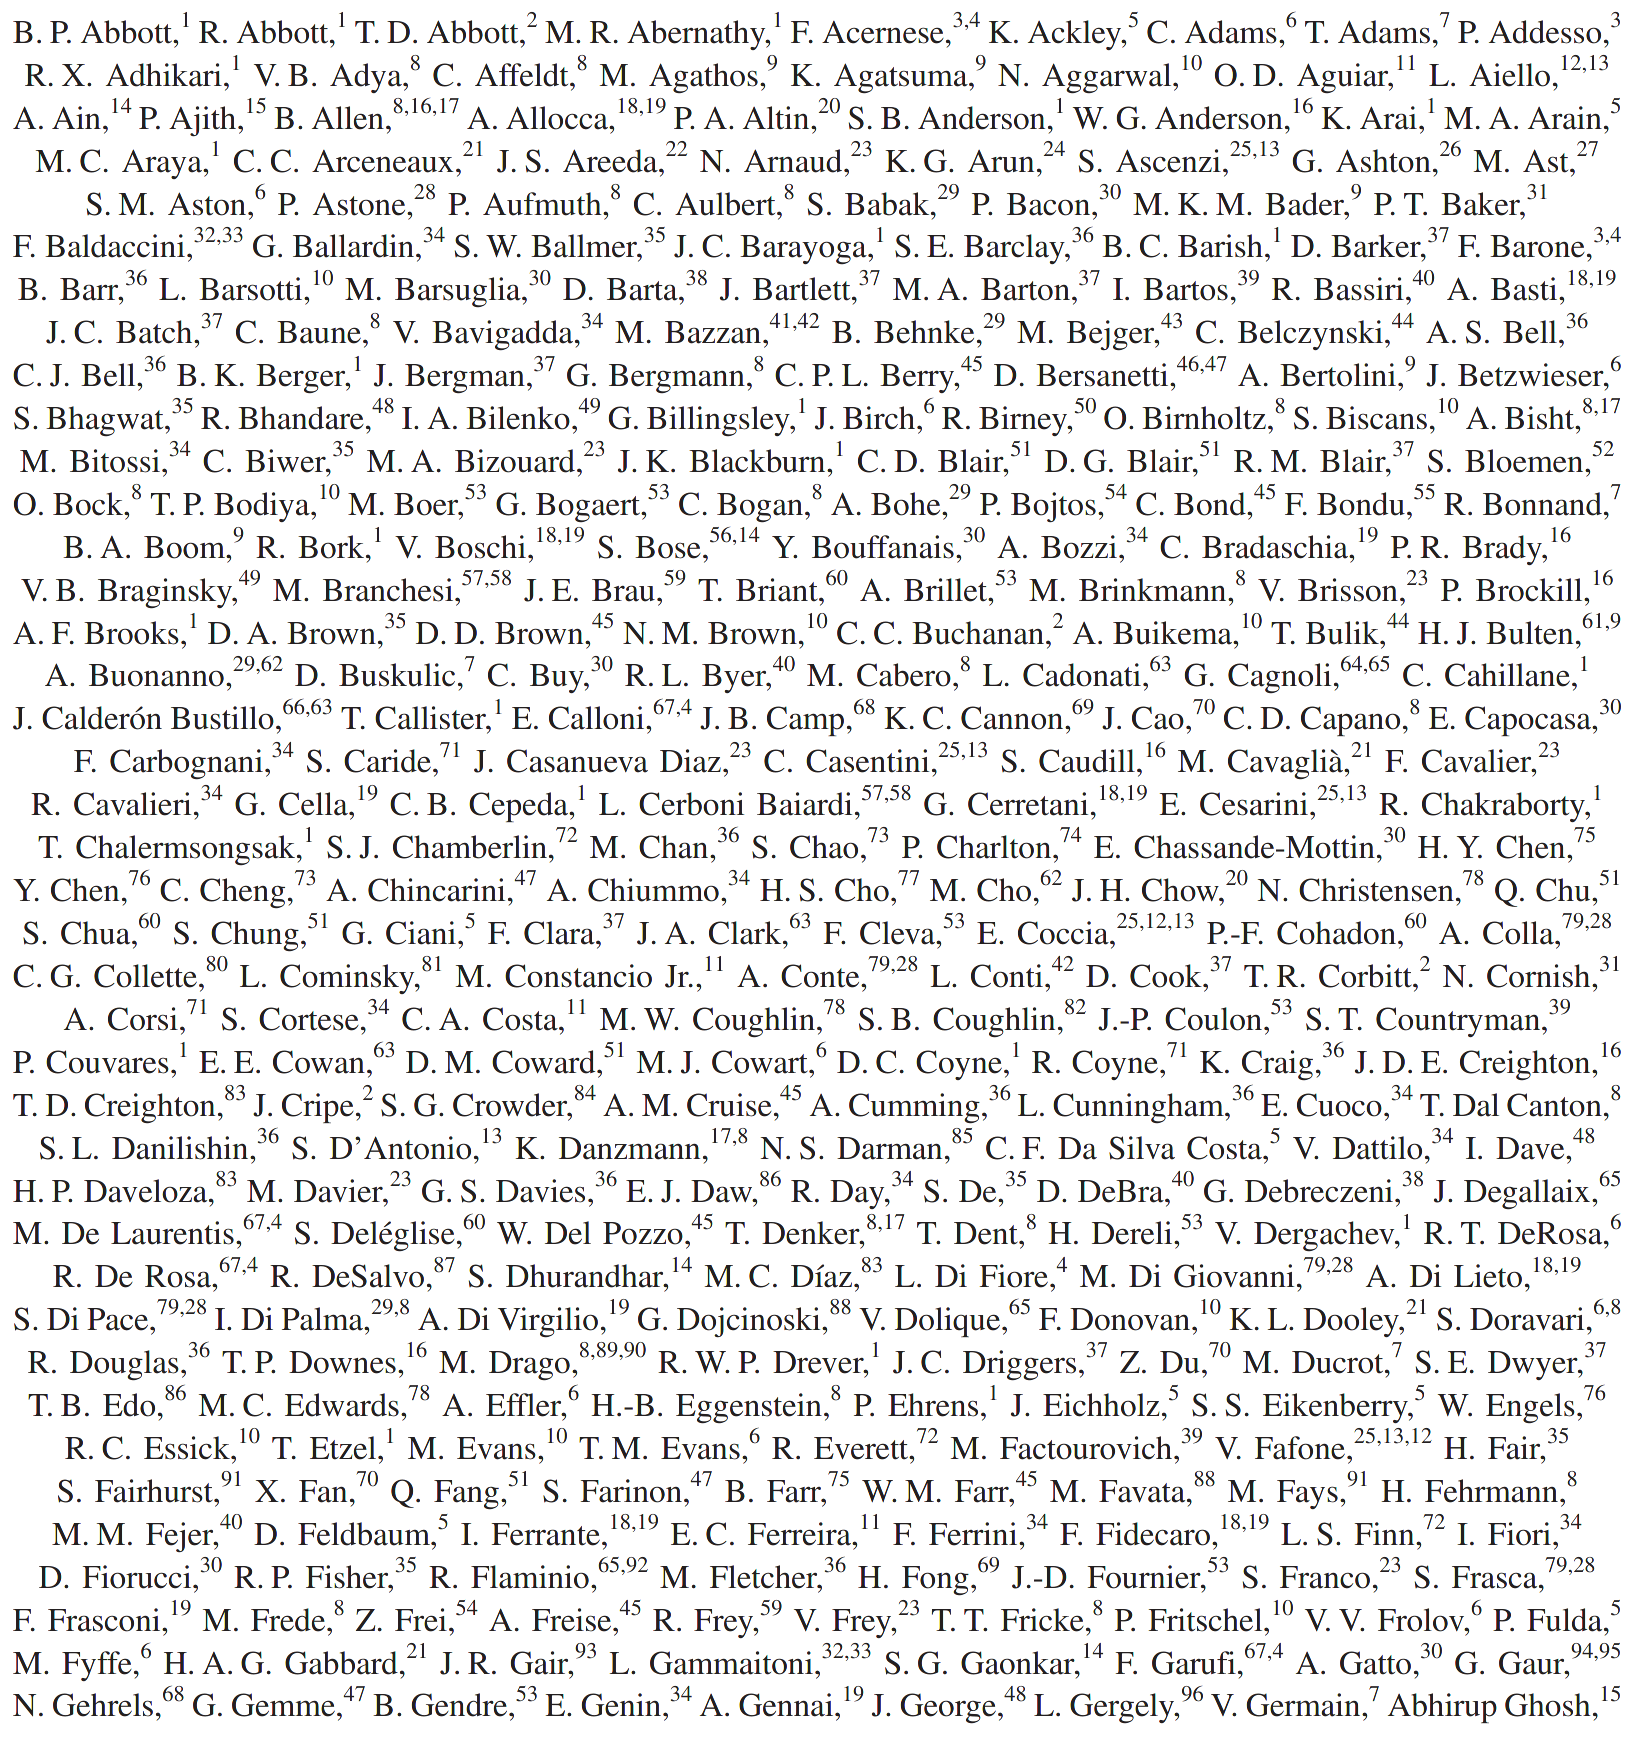 B. P. Abbott,1 R. Abbott,1 T. D. Abbott,2 M. R. Abernathy,1 F. Acernese,3,4 K. Ackley,5 C. Adams,6 T. Adams,7 P. Addesso,3
R. X. Adhikari,1 V. B. Adya,8 C. Affeldt,8 M. Agathos,9 K. Agatsuma,9 N. Aggarwal,10 O. D. Aguiar,11 L. Aiello,12,13
A. Ain,14 P. Ajith,15 B. Allen,8,16,17 A. Allocca,18,19 P. A. Altin,20 S. B. Anderson,1 W. G. Anderson,16 K. Arai,1 M. A. Arain,5
M. C. Araya,1 C. C. Arceneaux,21 J. S. Areeda,22 N. Arnaud,23 K. G. Arun,24 S. Ascenzi,25,13 G. Ashton,26 M. Ast,27
S. M. Aston,6 P. Astone,28 P. Aufmuth,8 C. Aulbert,8 S. Babak,29 P. Bacon,30 M. K. M. Bader,9 P. T. Baker,31
F. Baldaccini,32,33 G. Ballardin,34 S. W. Ballmer,35 J. C. Barayoga,1 S. E. Barclay,36 B. C. Barish,1 D. Barker,37 F. Barone,3,4
B. Barr,36 L. Barsotti,10 M. Barsuglia,30 D. Barta,38 J. Bartlett,37 M. A. Barton,37 I. Bartos,39 R. Bassiri,40 A. Basti,18,19
J. C. Batch,37 C. Baune,8 V. Bavigadda,34 M. Bazzan,41,42 B. Behnke,29 M. Bejger,43 C. Belczynski,44 A. S. Bell,36
C. J. Bell,36 B. K. Berger,1 J. Bergman,37 G. Bergmann,8 C. P. L. Berry,45 D. Bersanetti,46,47 A. Bertolini,9 J. Betzwieser,6
S. Bhagwat,35 R. Bhandare,48 I. A. Bilenko,49 G. Billingsley,1 J. Birch,6 R. Birney,50 O. Birnholtz,8 S. Biscans,10 A. Bisht,8,17
M. Bitossi,34 C. Biwer,35 M. A. Bizouard,23 J. K. Blackburn,1 C. D. Blair,51 D. G. Blair,51 R. M. Blair,37 S. Bloemen,52
O. Bock,8 T. P. Bodiya,10 M. Boer,53 G. Bogaert,53 C. Bogan,8 A. Bohe,29 P. Bojtos,54 C. Bond,45 F. Bondu,55 R. Bonnand,7
B. A. Boom,9 R. Bork,1 V. Boschi,18,19 S. Bose,56,14 Y. Bouffanais,30 A. Bozzi,34 C. Bradaschia,19 P. R. Brady,16
V. B. Braginsky,49 M. Branchesi,57,58 J. E. Brau,59 T. Briant,60 A. Brillet,53 M. Brinkmann,8 V. Brisson,23 P. Brockill,16
A. F. Brooks,1 D. A. Brown,35 D. D. Brown,45 N. M. Brown,10 C. C. Buchanan,2 A. Buikema,10 T. Bulik,44 H. J. Bulten,61,9
A. Buonanno,29,62 D. Buskulic,7 C. Buy,30 R. L. Byer,40 M. Cabero,8 L. Cadonati,63 G. Cagnoli,64,65 C. Cahillane,1
J. Calderón Bustillo,66,63 T. Callister,1 E. Calloni,67,4 J. B. Camp,68 K. C. Cannon,69 J. Cao,70 C. D. Capano,8 E. Capocasa,30
F. Carbognani,34 S. Caride,71 J. Casanueva Diaz,23 C. Casentini,25,13 S. Caudill,16 M. Cavaglià,21 F. Cavalier,23
R. Cavalieri,34 G. Cella,19 C. B. Cepeda,1 L. Cerboni Baiardi,57,58 G. Cerretani,18,19 E. Cesarini,25,13 R. Chakraborty,1
T. Chalermsongsak,1 S. J. Chamberlin,72 M. Chan,36 S. Chao,73 P. Charlton,74 E. Chassande-Mottin,30 H. Y. Chen,75
Y. Chen,76 C. Cheng,73 A. Chincarini,47 A. Chiummo,34 H. S. Cho,77 M. Cho,62 J. H. Chow,20 N. Christensen,78 Q. Chu,51
S. Chua,60 S. Chung,51 G. Ciani,5 F. Clara,37 J. A. Clark,63 F. Cleva,53 E. Coccia,25,12,13 P.-F. Cohadon,60 A. Colla,79,28
C. G. Collette,80 L. Cominsky,81 M. Constancio Jr.,11 A. Conte,79,28 L. Conti,42 D. Cook,37 T. R. Corbitt,2 N. Cornish,31
A. Corsi,71 S. Cortese,34 C. A. Costa,11 M. W. Coughlin,78 S. B. Coughlin,82 J.-P. Coulon,53 S. T. Countryman,39
P. Couvares,1 E. E. Cowan,63 D. M. Coward,51 M. J. Cowart,6 D. C. Coyne,1 R. Coyne,71 K. Craig,36 J. D. E. Creighton,16
T. D. Creighton,83 J. Cripe,2 S. G. Crowder,84 A. M. Cruise,45 A. Cumming,36 L. Cunningham,36 E. Cuoco,34 T. Dal Canton,8
S. L. Danilishin,36 S. D'Antonio,13 K. Danzmann,17,8 N. S. Darman,85 C. F. Da Silva Costa,5 V. Dattilo,34 I. Dave,48
H. P. Daveloza,83 M. Davier,23 G. S. Davies,36 E. J. Daw,86 R. Day,34 S. De,35 D. DeBra,40 G. Debreczeni,38 J. Degallaix,65
M. De Laurentis,67,4 S. Deléglise,60 W. Del Pozzo,45 T. Denker,8,17 T. Dent,8 H. Dereli,53 V. Dergachev,1 R. T. DeRosa,6
R. De Rosa,67,4 R. DeSalvo,87 S. Dhurandhar,14 M. C. Díaz,83 L. Di Fiore,4 M. Di Giovanni,79,28 A. Di Lieto,18,19
S. Di Pace,79,28 I. Di Palma,29,8 A. Di Virgilio,19 G. Dojcinoski,88 V. Dolique,65 F. Donovan,10 K. L. Dooley,21 S. Doravari,6,8
R. Douglas,36 T. P. Downes,16 M. Drago,8,89,90 R. W. P. Drever,1 J. C. Driggers,37 Z. Du,70 M. Ducrot,7 S. E. Dwyer,37
T. B. Edo,86 M. C. Edwards,78 A. Effler,6 H.-B. Eggenstein,8 P. Ehrens,1 J. Eichholz,5 S. S. Eikenberry,5 W. Engels,76
R. C. Essick,10 T. Etzel,1 M. Evans,10 T. M. Evans,6 R. Everett,72 M. Factourovich,39 V. Fafone,25,13,12 H. Fair,35
S. Fairhurst,91 X. Fan,70 Q. Fang,51 S. Farinon,47 B. Farr,75 W. M. Farr,45 M. Favata,88 M. Fays,91 H. Fehrmann,8
M. M. Fejer,40 D. Feldbaum,5 I. Ferrante,18,19 E. C. Ferreira,11 F. Ferrini,34 F. Fidecaro,18,19 L. S. Finn,72 I. Fiori,34
D. Fiorucci,30 R. P. Fisher,35 R. Flaminio,65,92 M. Fletcher,36 H. Fong,69 J.-D. Fournier,53 S. Franco,23 S. Frasca,79,28
F. Frasconi,19 M. Frede,8 Z. Frei,54 A. Freise,45 R. Frey,59 V. Frey,23 T. T. Fricke,8 P. Fritschel,10 V. V. Frolov,6 P. Fulda,5
M. Fyffe,6 H. A. G. Gabbard,21 J. R. Gair,93 L. Gammaitoni,32,33 S. G. Gaonkar,14 F. Garufi,67,4 A. Gatto,30 G. Gaur,94,95
N. Gehrels,68 G. Gemme,47 B. Gendre,53 E. Genin,34 A. Gennai,19 J. George,48 L. Gergely,96 V. Germain,7 Abhirup Ghosh,15